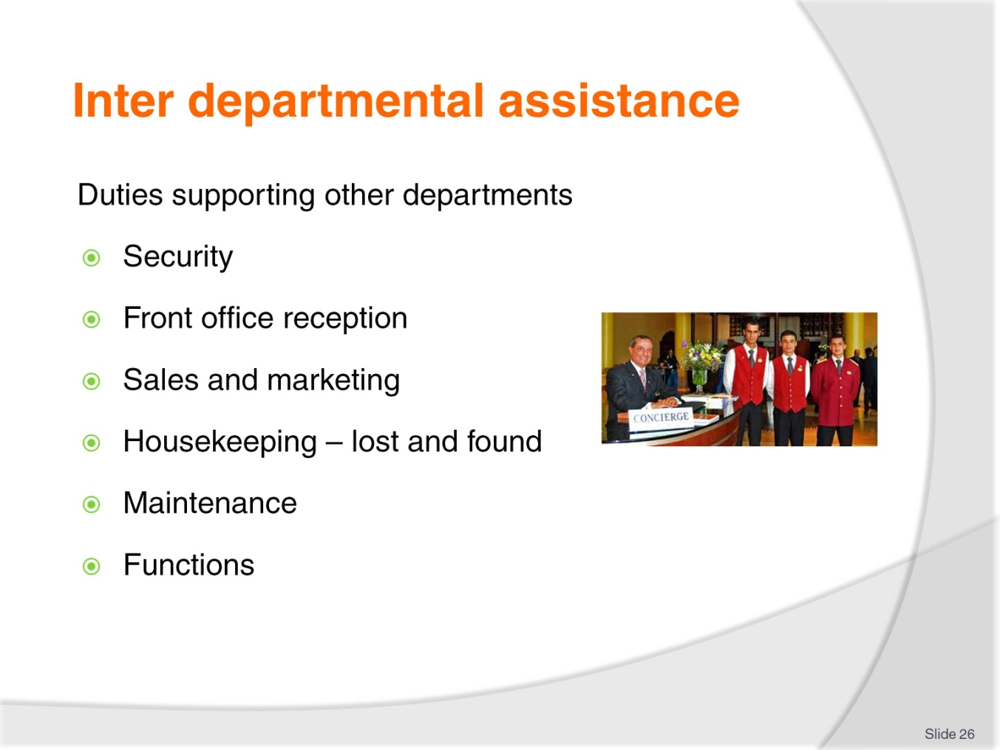 Inter departmental assistance
Duties supporting other departments
Security
Front office reception
Sales and marketing
Housekeeping – lost and found
Maintenance
Functions
CONCIERGE
Slide 26